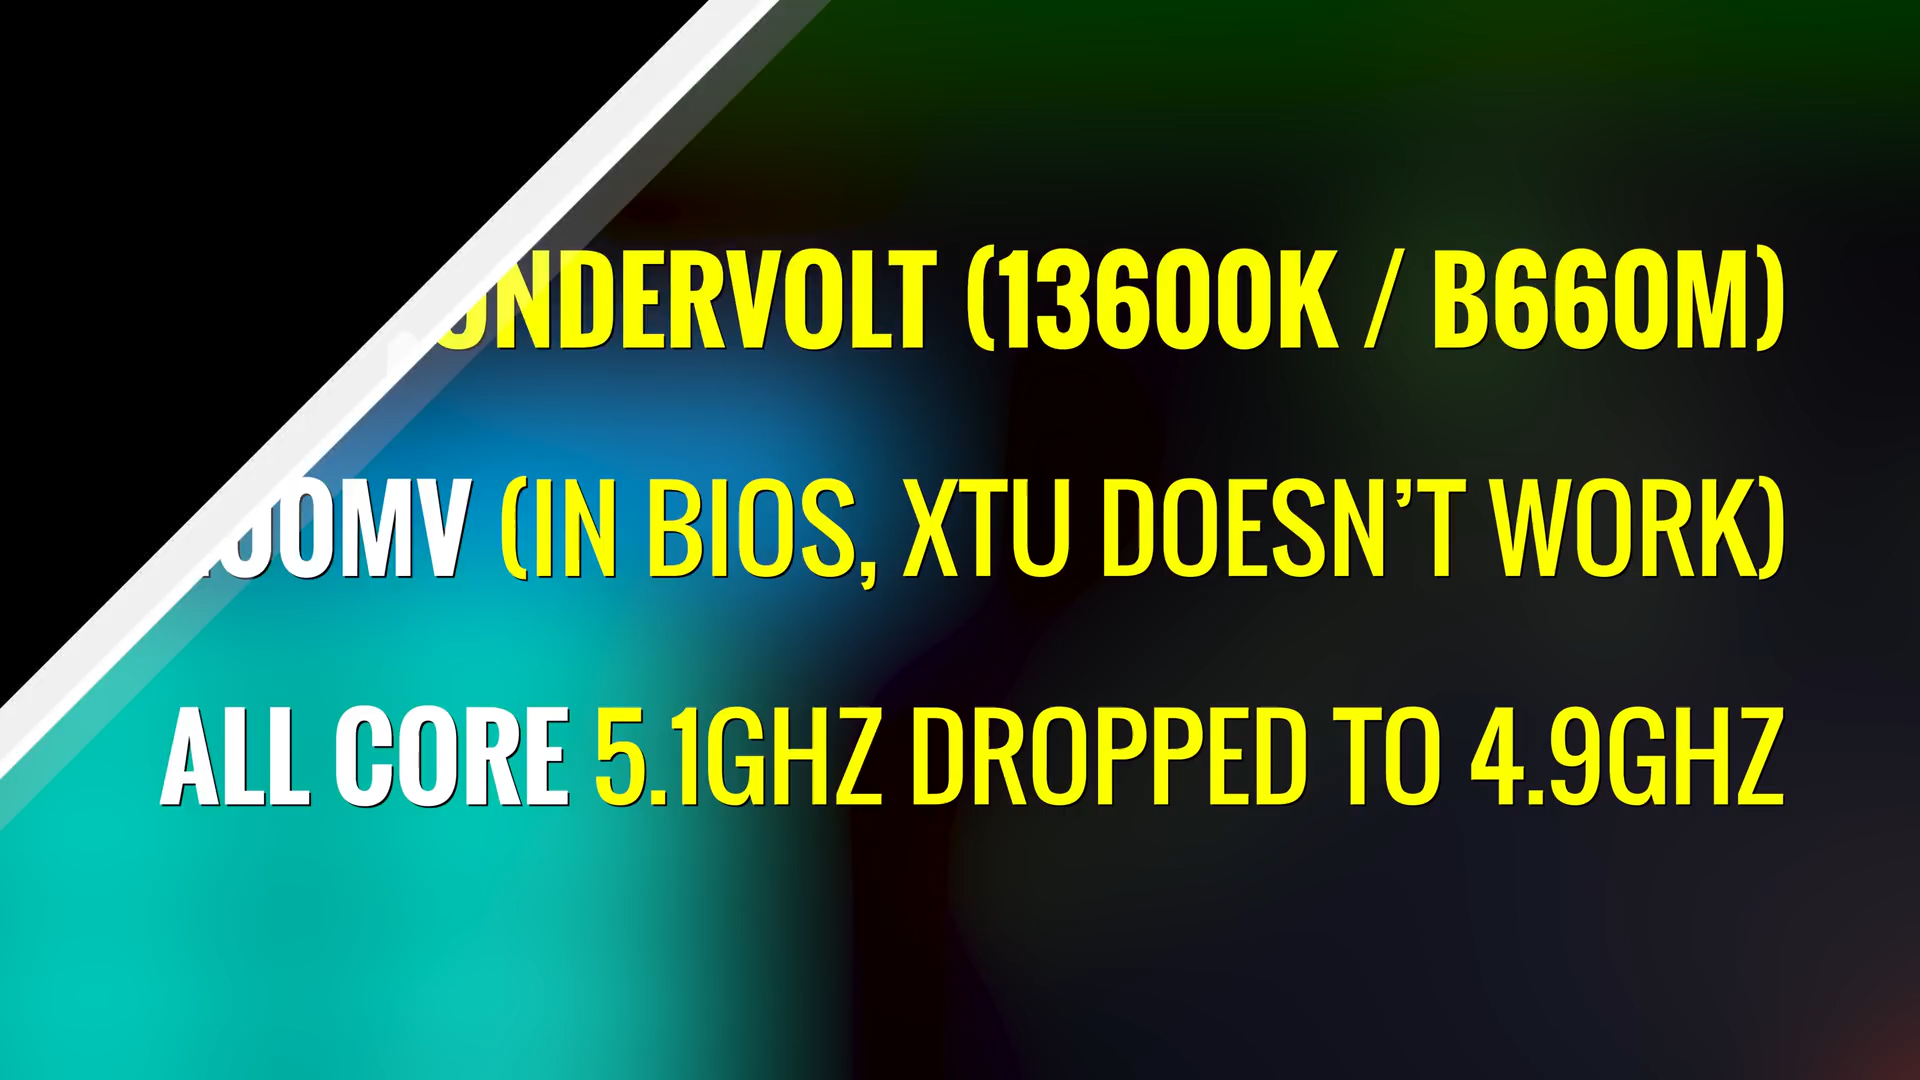 UNDERVOLT (13600K / B660M)
(IN BIOS, XTU DOESN’T WORK)
ALL CORE 5.1GHZ DROPPED TO 4.9GHZ